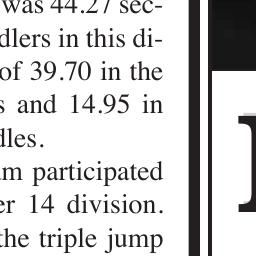 was 44.27 sec-
dlers in this di-
of 39.70 in the
s and 14.95 in
dles.
am participated
er 14 division.
the triple jump